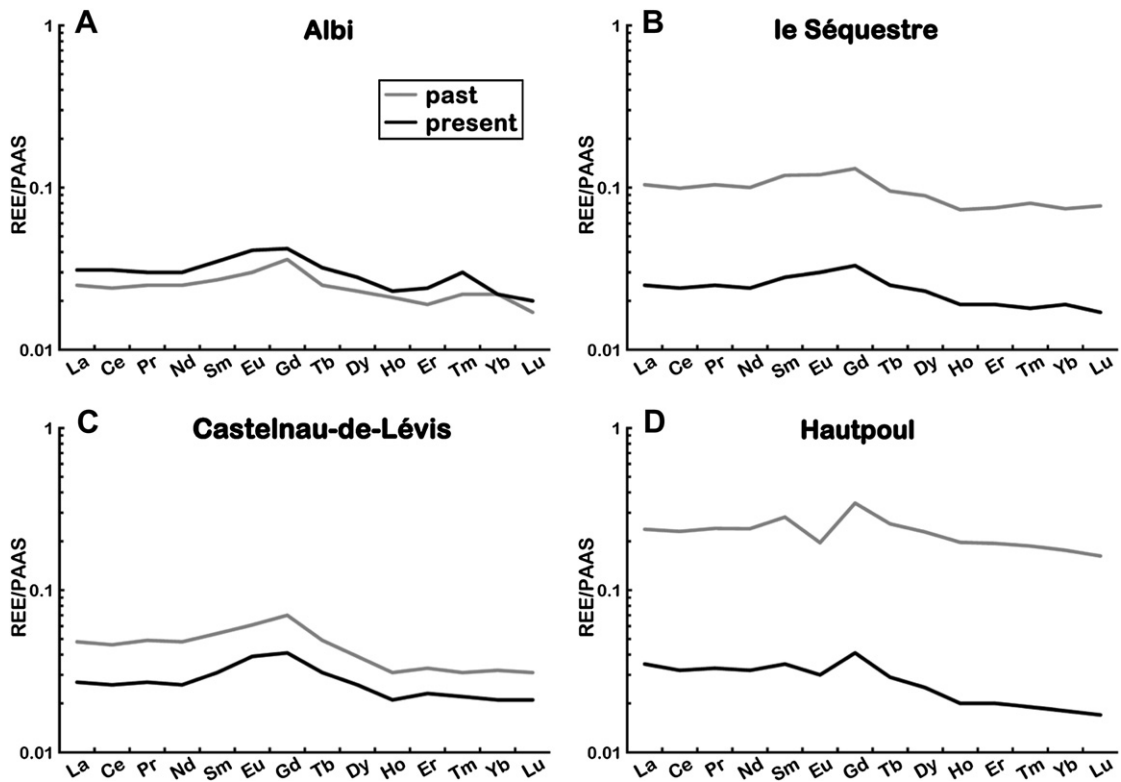 A
Albi
1
0.1
0.01
REE/PAAS
past
present
La Ce Pr Nd Sm Eu Gd Tb Dy Ho Er Tm Yb Lu
B
le Séquestre
1
0.1
0.01
REE/PAAS
La Ce Pr Nd Sm Eu Gd Tb Dy Ho Er Tm Yb Lu
C
Castelnau-de-Lévis
1
0.1
0.01
REE/PAAS
La Ce Pr Nd Sm Eu Gd Tb Dy Ho Er Tm Yb Lu
D
Hautpoul
1
0.1
0.01
REE/PAAS
La Ce Pr Nd Sm Eu Gd Tb Dy Ho Er Tm Yb Lu